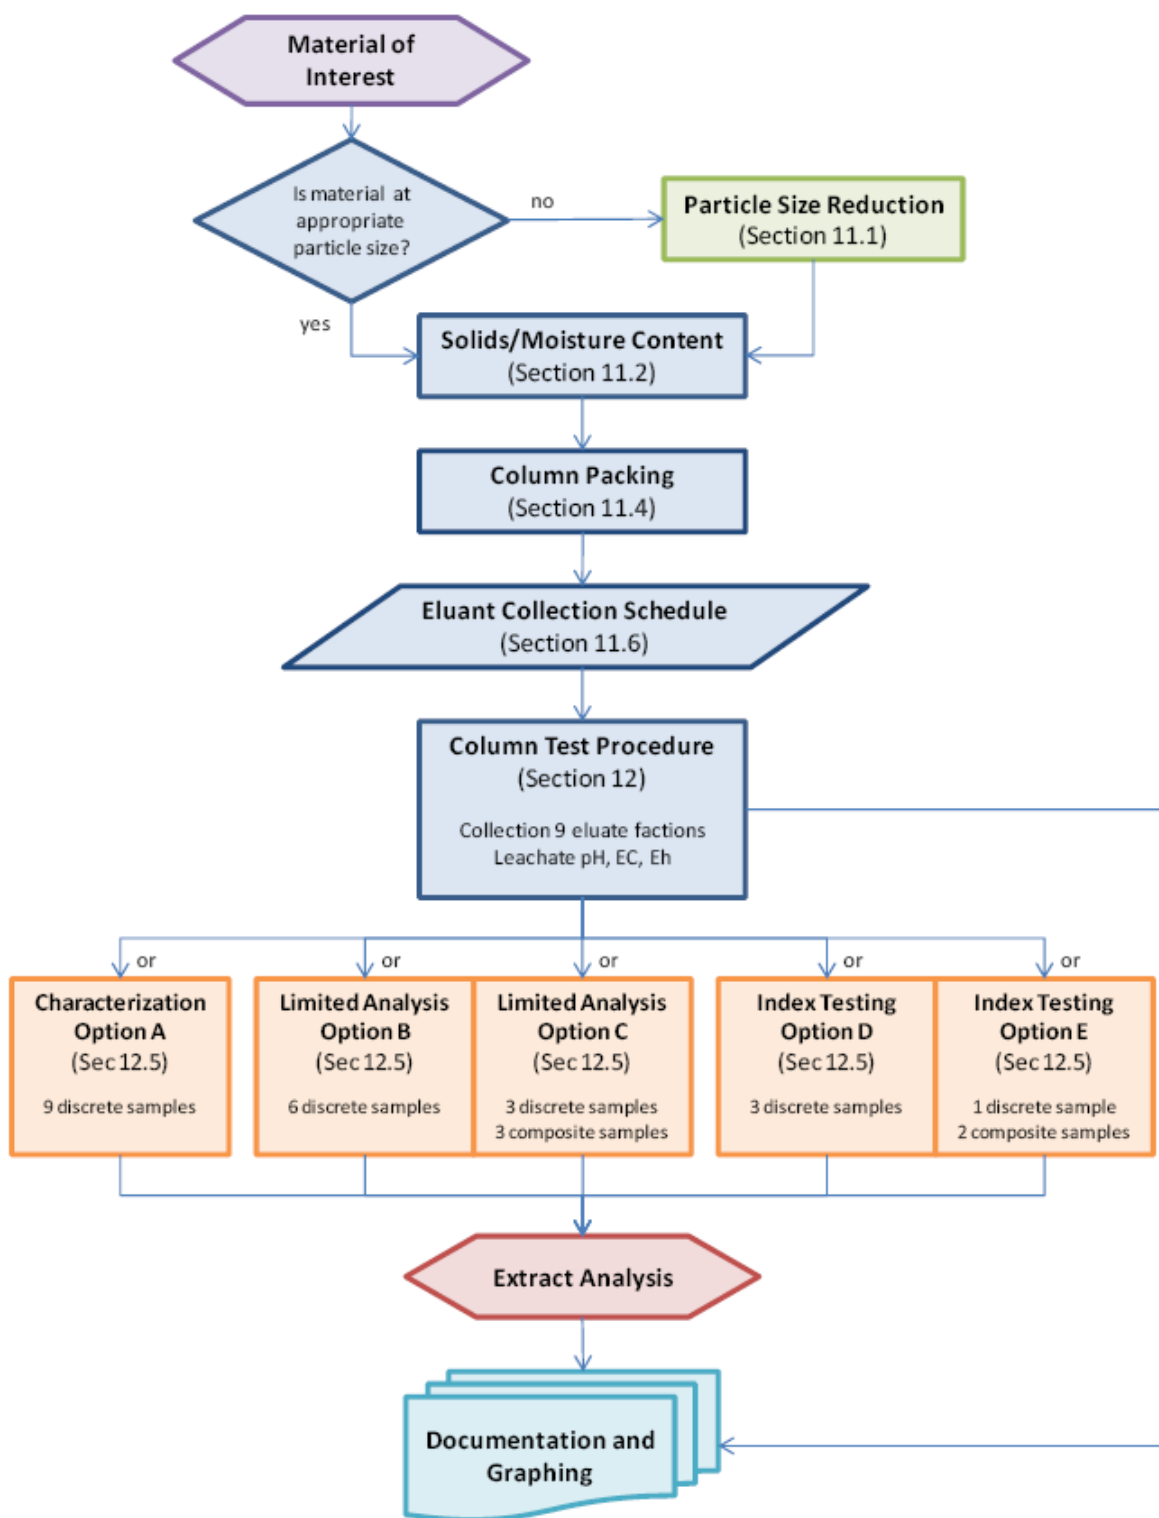 Material of
Interest
Is material at
appropriate
particle size?
no
Particle Size Reduction
(Section 11.1)
yes
Solids/Moisture Content
(Section 11.2)
Column Packing
(Section 11.4)
Eluant Collection Schedule
(Section 11.6)
Column Test Procedure
(Section 12)
Collection 9 eluate factions
Leachate pH, EC, Eh
or
or
or
or
or
Characterization
Option A
(Sec 12.5)
9 discrete samples
Limited Analysis
Option B
(Sec 12.5)
6 discrete samples
Limited Analysis
Option C
(Sec 12.5)
3 discrete samples
3 composite samples
Index Testing
Option D
(Sec 12.5)
3 discrete samples
Index Testing
Option E
(Sec 12.5)
1 discrete sample
2 composite samples
Extract Analysis
Documentation and
Graphing